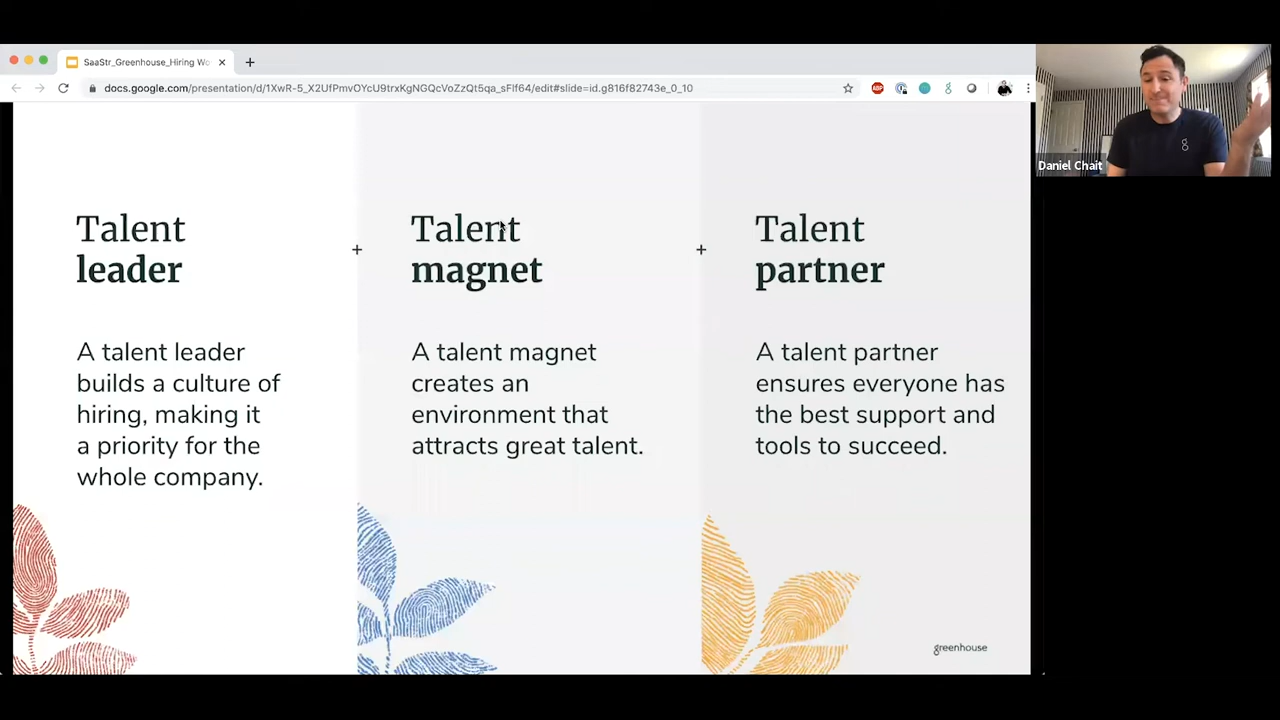 SaaStr_Greenhouse_Hiring Wo
docs.google.com/presentation/d/1XwR-5_X2UfPmvOYcU9trxKgNGQcVoZzQt5qa_sFlf64/edit#slide=id.g816f82743e_0_10
ABP
Daniel Chait
Talent
leader
+
Talent
magnet
+
Talent
partner
A talent leader
builds a culture of
hiring, making it
a priority for the
whole company.
A talent magnet
creates an
environment that
attracts great talent.
A talent partner
ensures everyone has
the best support and
tools to succeed.
greenhouse